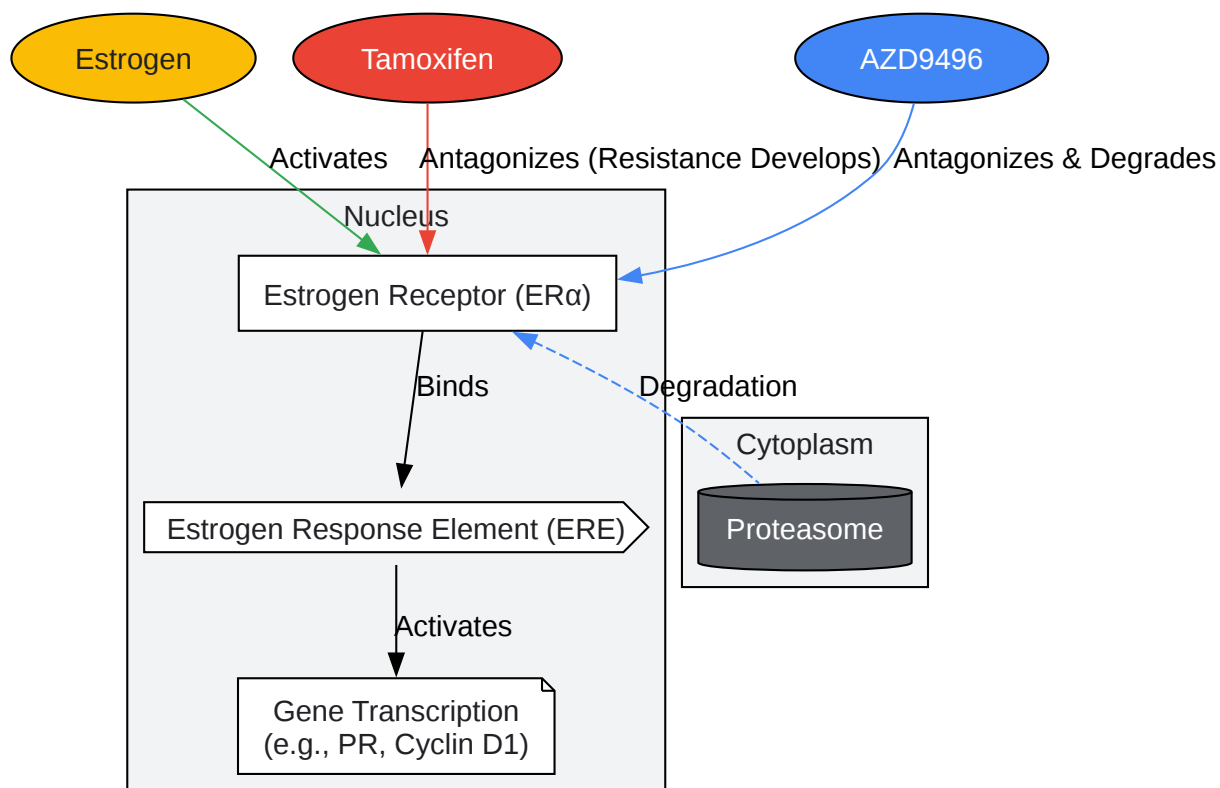 Estrogen
Tamoxifen
AZD9496
Activates
Antagonizes (Resistance Develops)
Antagonizes & Degrades
Nucleus
Estrogen Receptor (ERα)
Binds
Degradation
Cytoplasm
Estrogen Response Element (ERE)
Proteasome
Activates
Gene Transcription
(e.g., PR, Cyclin D1)